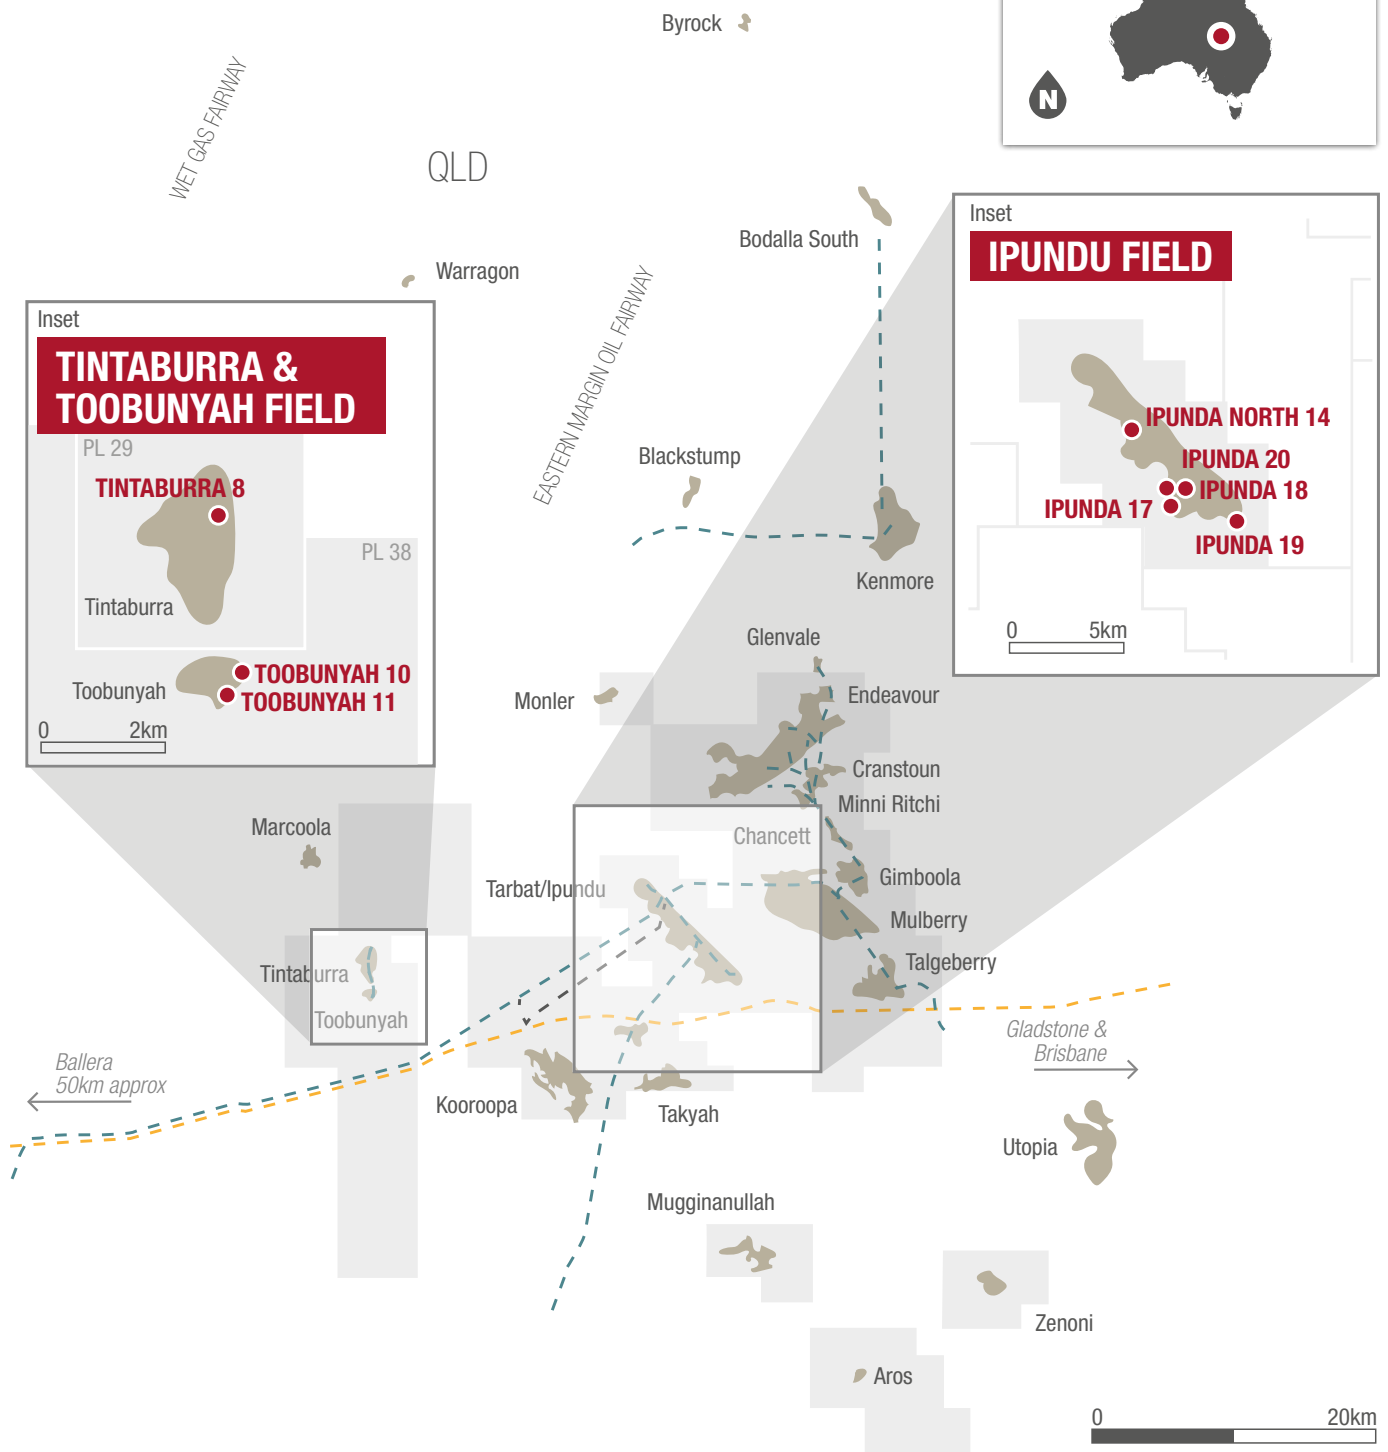 Byrock
N
WET GAS FAIRWAY
QLD
Bodalla South
Warragon
EASTERN MARGIN OIL FAIRWAY
Inset
IPUNDU FIELD
IPUNDA NORTH 14
IPUNDA 20
IPUNDA 18
IPUNDA 17
IPUNDA 19
0 5km
Inset
TINTABURRA &
TOOBUNYAH FIELD
PL 29
TINTABURRA 8
PL 38
Tintaburra
Toobunyah
TOOBUNYAH 10
TOOBUNYAH 11
0 2km
Blackstump
Kenmore
Glenvale
Monler
Endeavour
Cranstoun
Minni Ritchi
Marcoola
Chancett
Tarbat/Ipundu
Gimboola
Mulberry
Tintaburra
Talgeberry
Toobunyah
Gladstone &
Brisbane
Ballera
50km approx
Kooroopa
Takyah
Utopia
Mugginanullah
Zenoni
Aros
0 20km